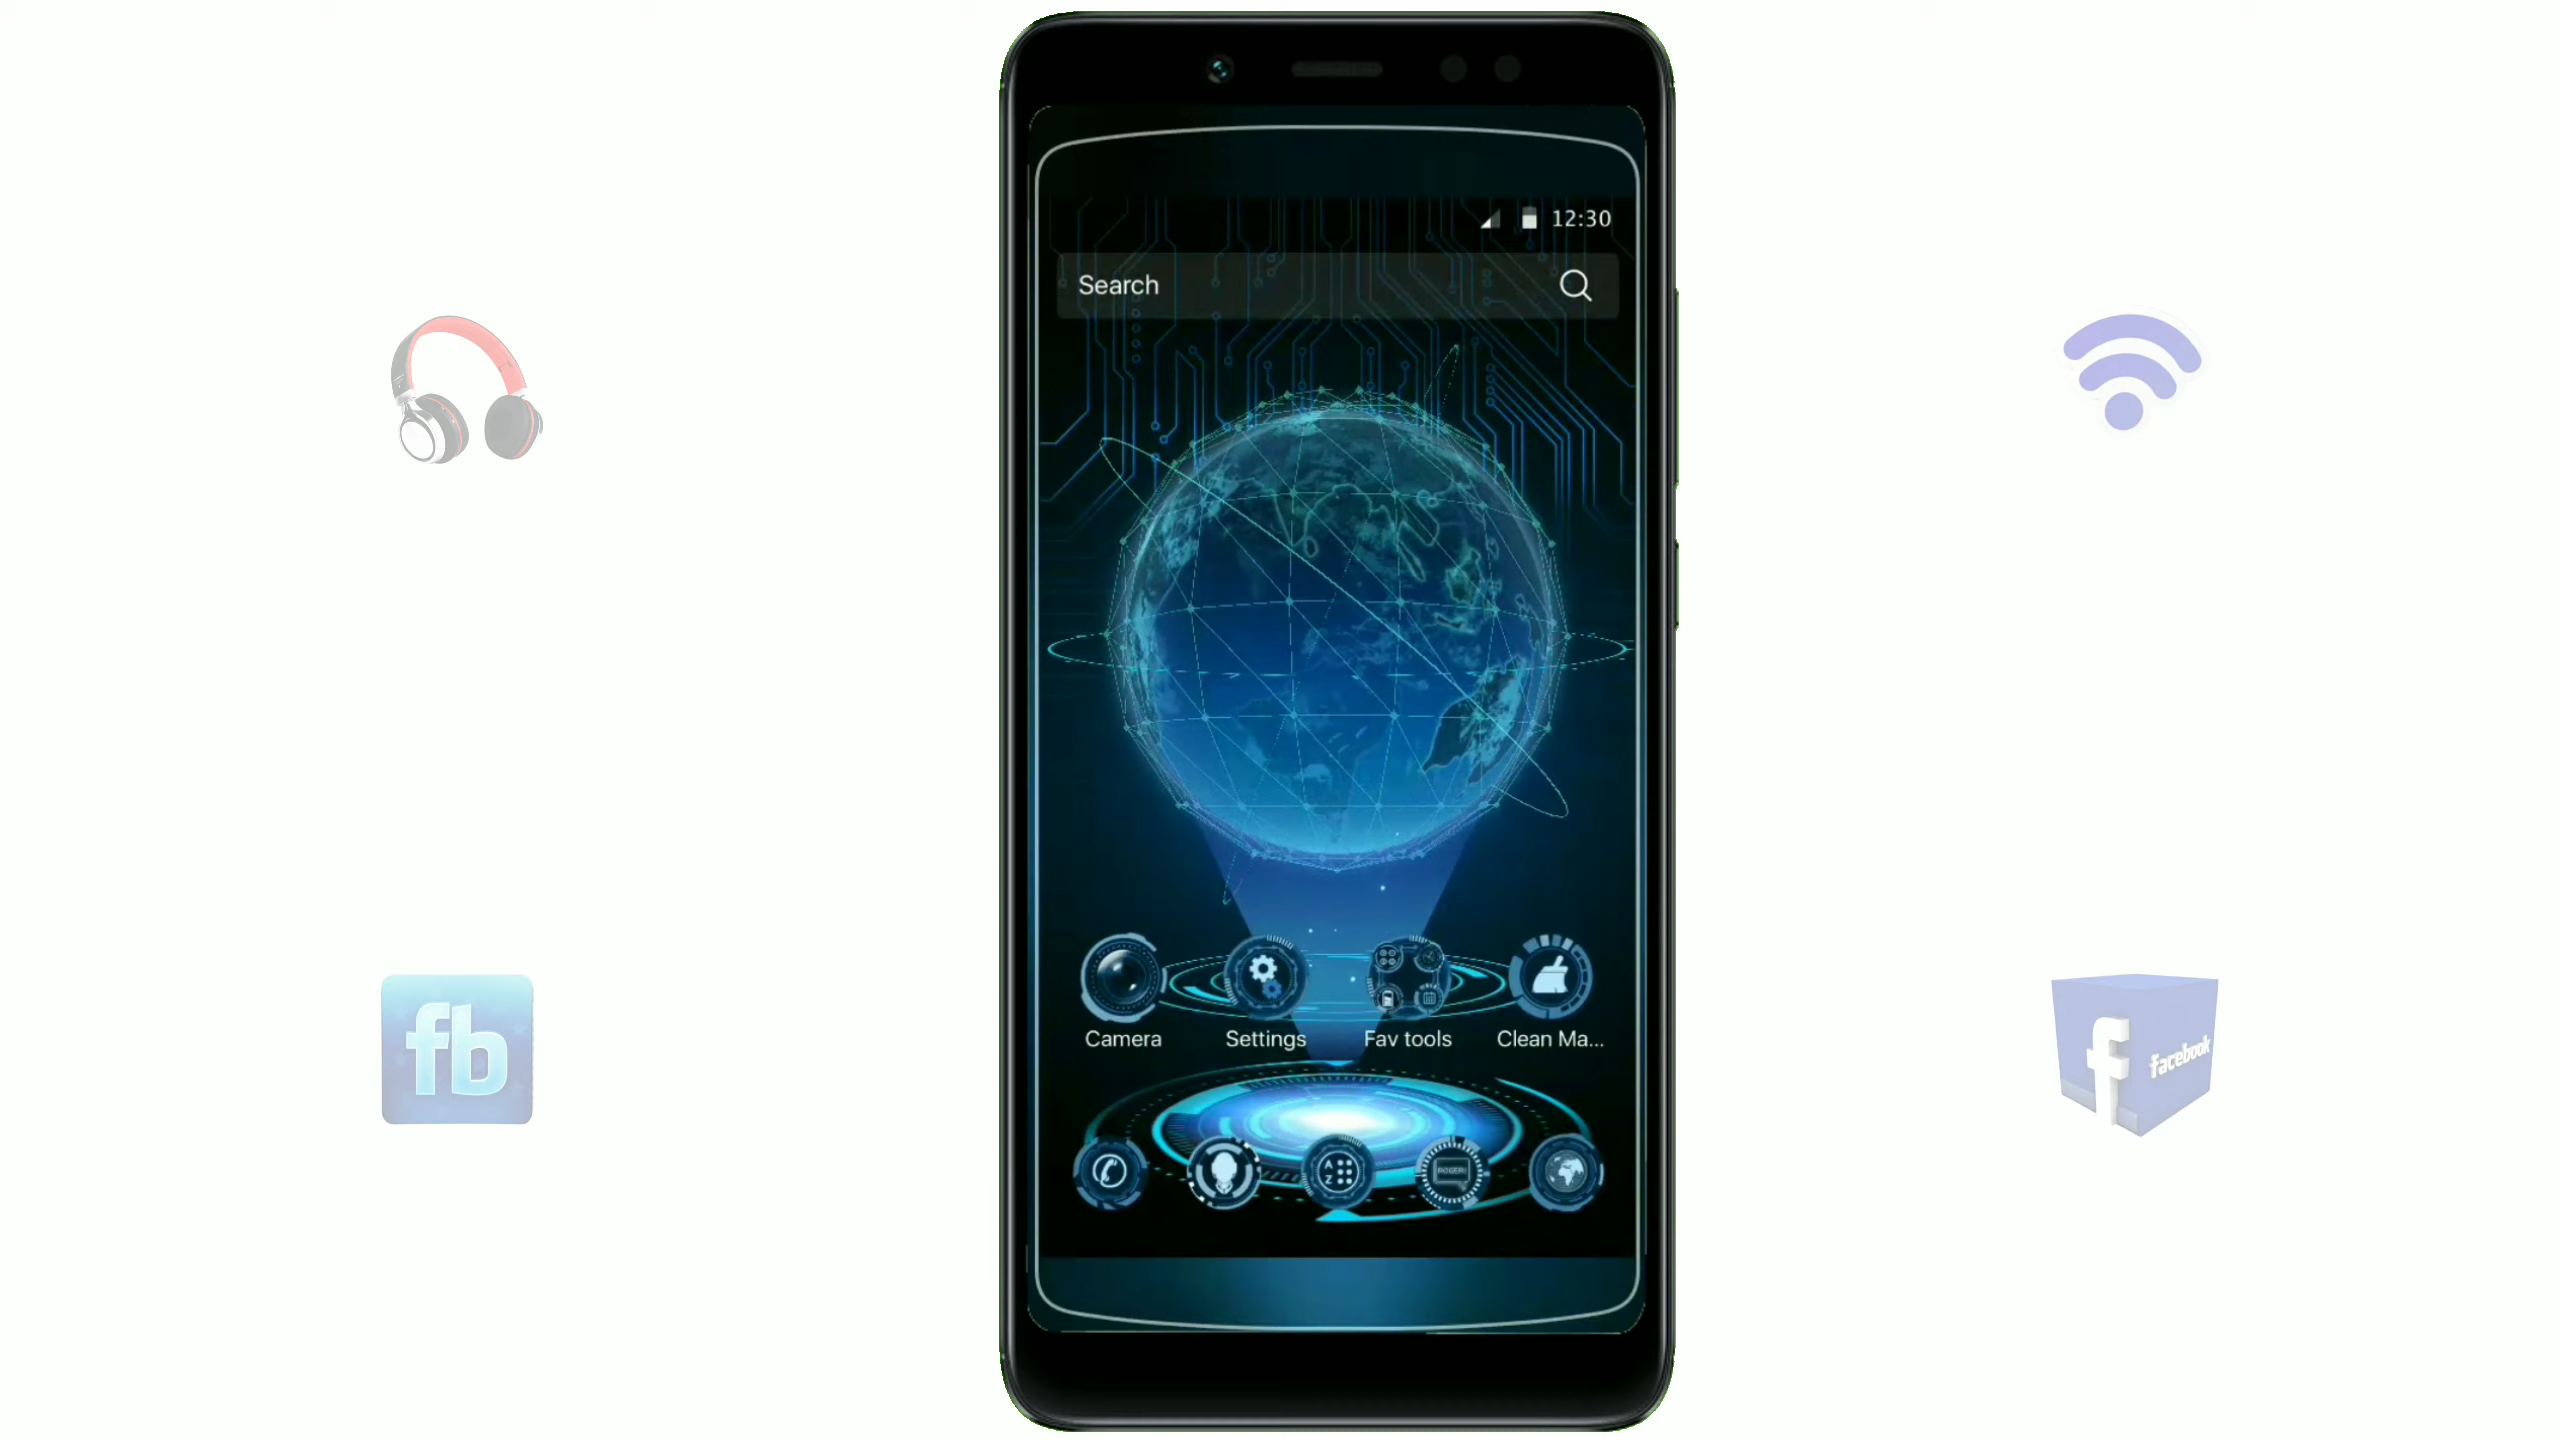 12:30
Search
Camera
Settings
Fav tools
Clean Ma...
fb
f
facebook
A
Z